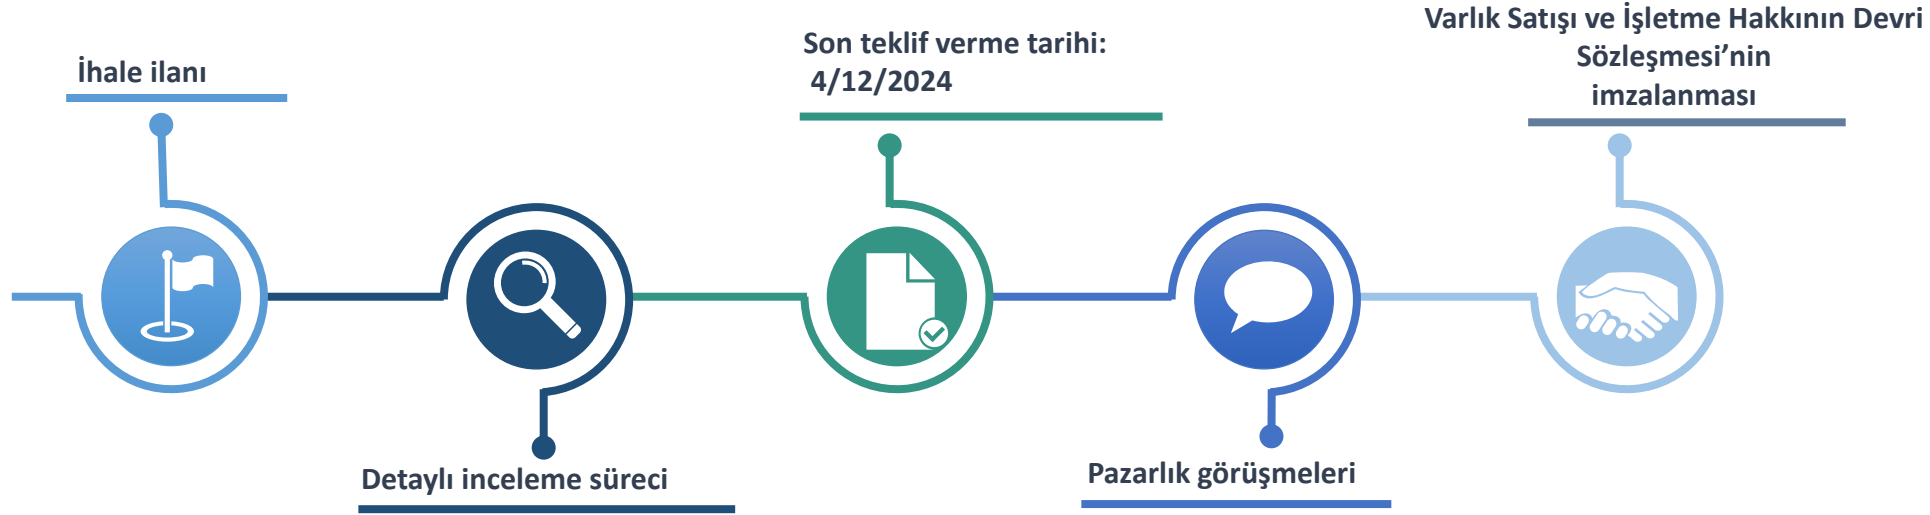 İhale ilanı
Detaylı inceleme süreci
Son teklif verme tarihi:
4/12/2024
Pazarlık görüşmeleri
Varlık Satışı ve İşletme Hakkının Devri
Sözleşmesi’nin
imzalanması